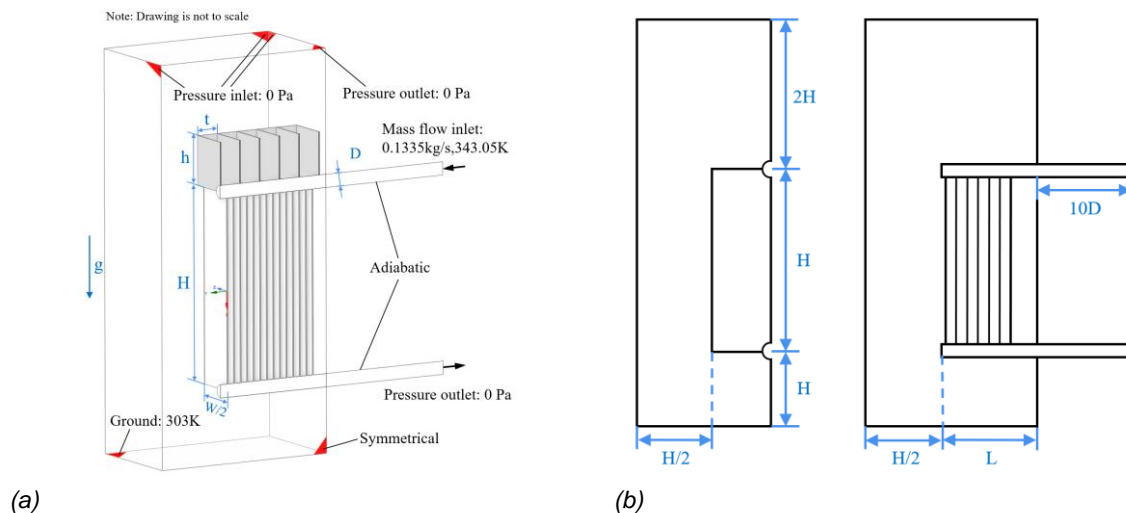 Note: Drawing is not to scale
Pressure inlet: 0 Pa
Pressure outlet: 0 Pa
t
h
Mass flow inlet:
0.1335kg/s,343.05K
D
g
H
Adiabatic
W/2
Pressure outlet: 0 Pa
Ground: 303K
Symmetrical
(a)
2H
H
H
H/2
10D
H/2
L
(b)